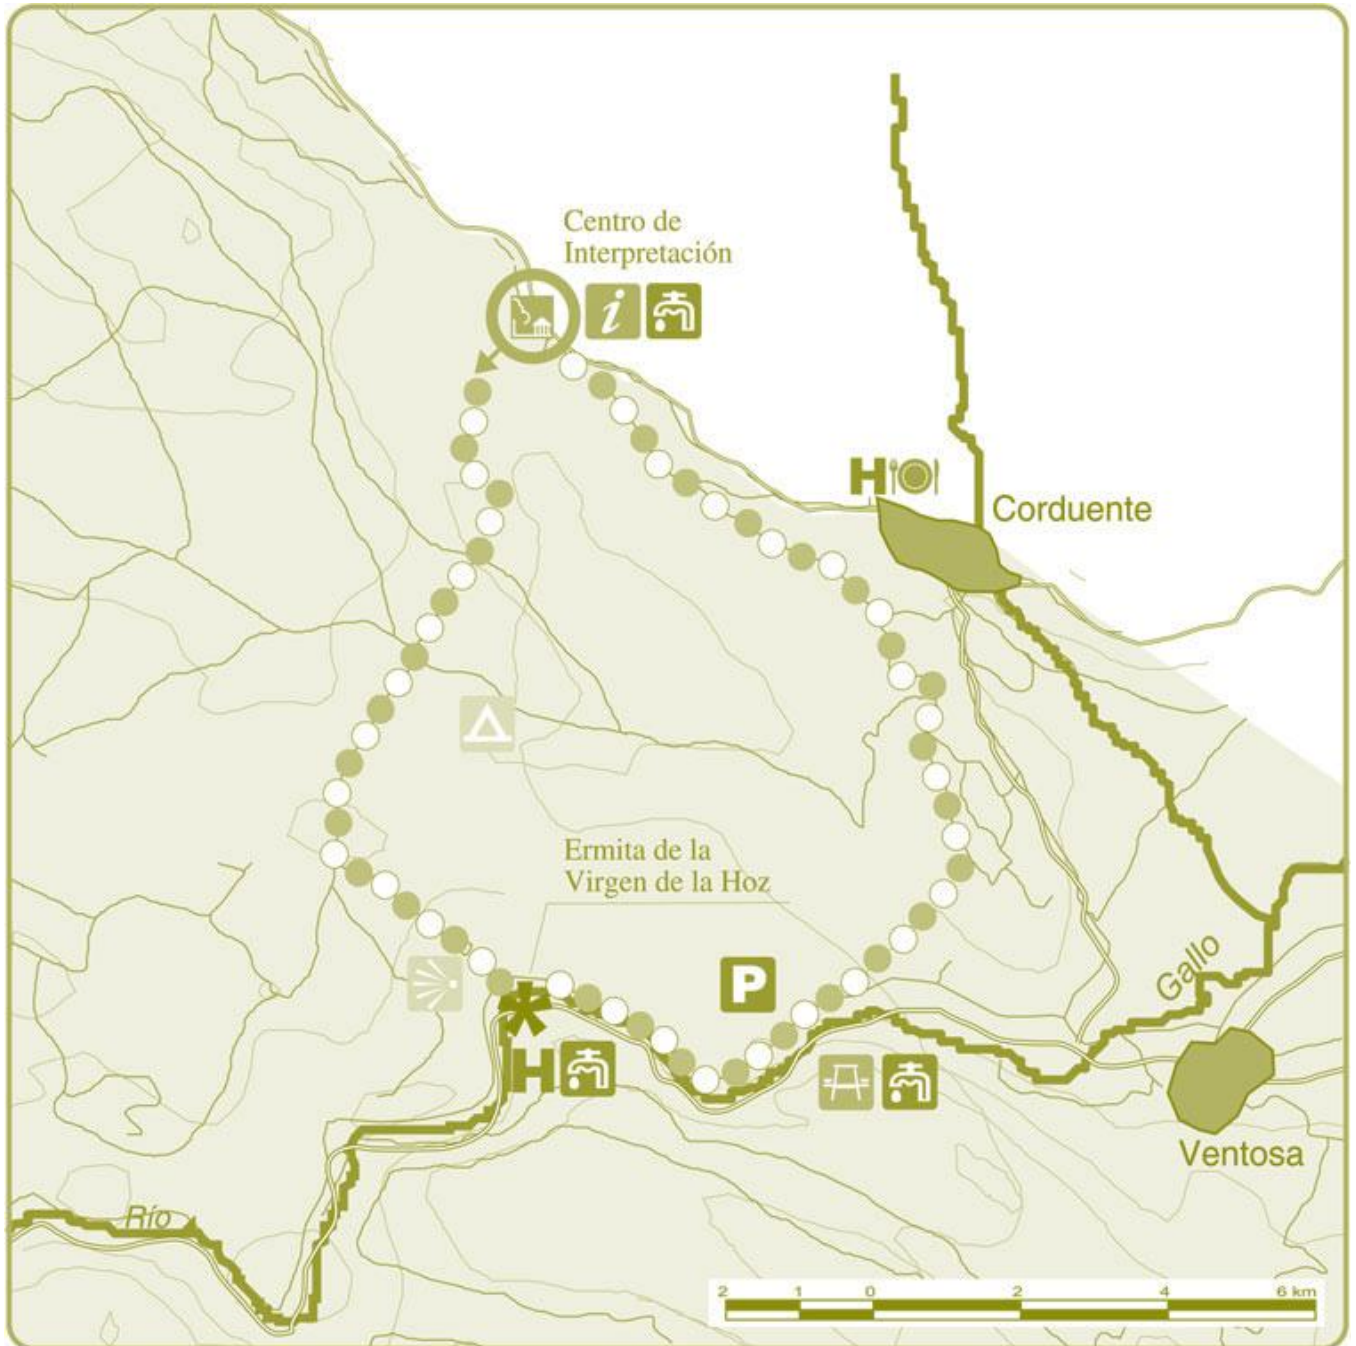 Centro de
Interpretación
i
H
Corduente
Ermita de la
Virgen de la Hoz
P
Gallo
H
Ventosa
Río
2 1 0 2 4 6 km